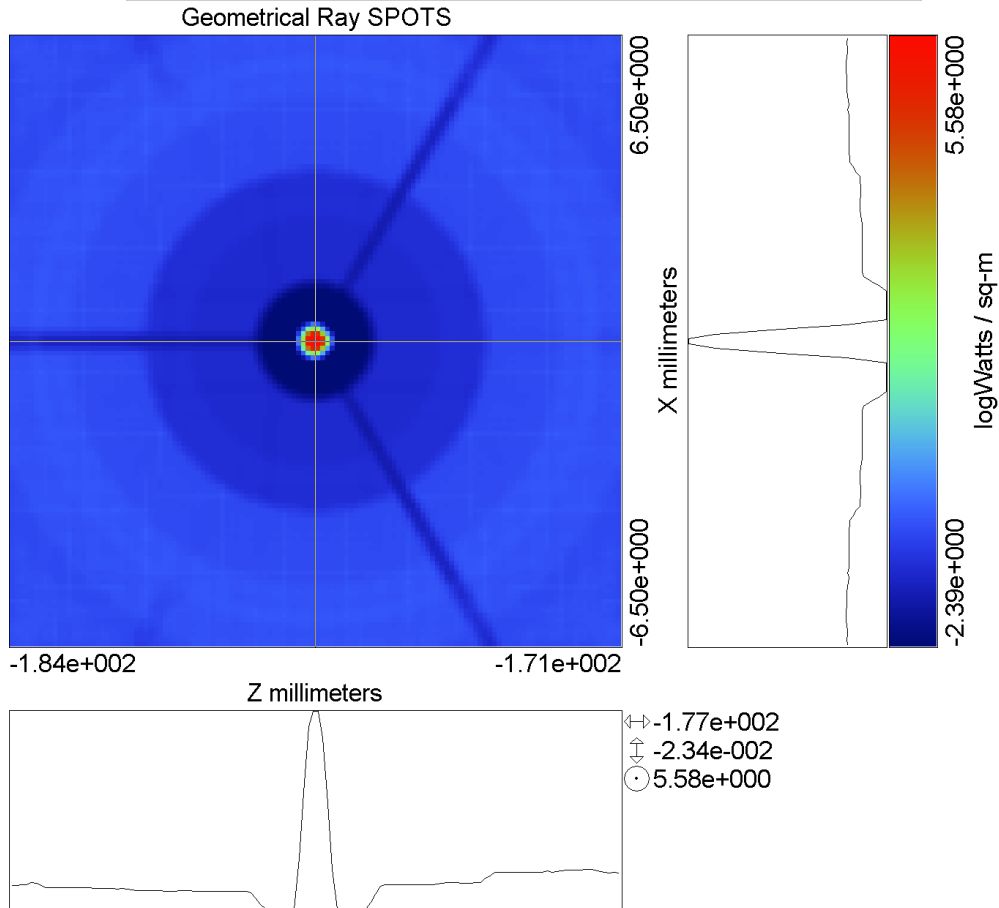 Geometrical Ray SPOTS
6.50e+000
X millimeters
-6.50e+000
5.58e+000
logWatts / sq-m
-2.39e+000
-1.84e+002
-1.71e+002
Z millimeters
-1.77e+002
-2.34e-002
5.58e+000